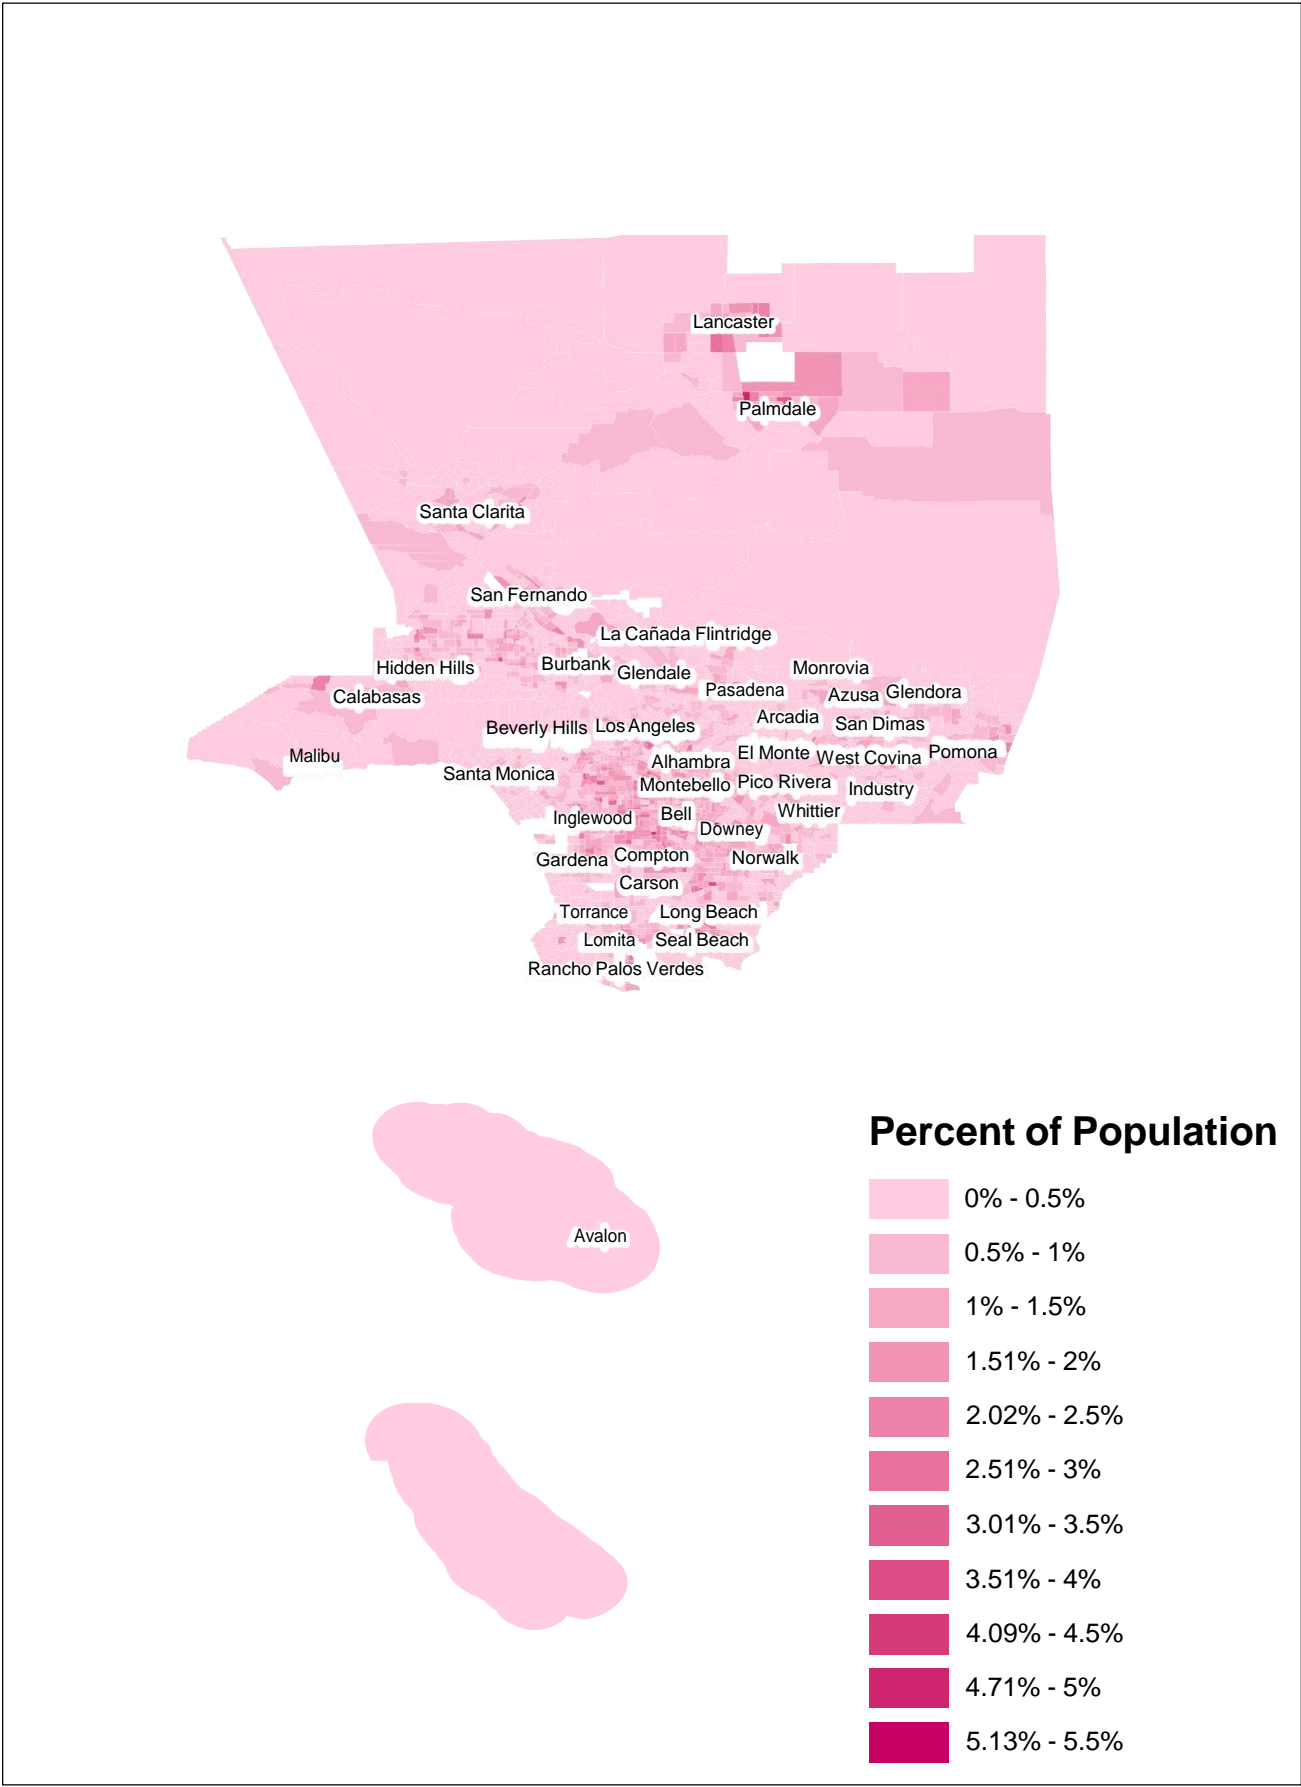 Lancaster
Palmdale
Santa Clarita
San Fernando
La Cañada Flintridge
Hidden Hills
Burbank
Glendale
Monrovia
Calabasas
Pasadena
Azusa
Glendora
Arcadia
San Dimas
Beverly Hills
Los Angeles
Malibu
Alhambra
El Monte
West Covina
Pomona
Santa Monica
Montebello
Pico Rivera
Industry
Inglewood
Bell
Downey
Whittier
Gardena
Compton
Norwalk
Carson
Torrance
Long Beach
Lomita
Seal Beach
Rancho Palos Verdes
Avalon
Percent of Population
0% - 0.5%
0.5% - 1%
1% - 1.5%
1.51% - 2%
2.02% - 2.5%
2.51% - 3%
3.01% - 3.5%
3.51% - 4%
4.09% - 4.5%
4.71% - 5%
5.13% - 5.5%